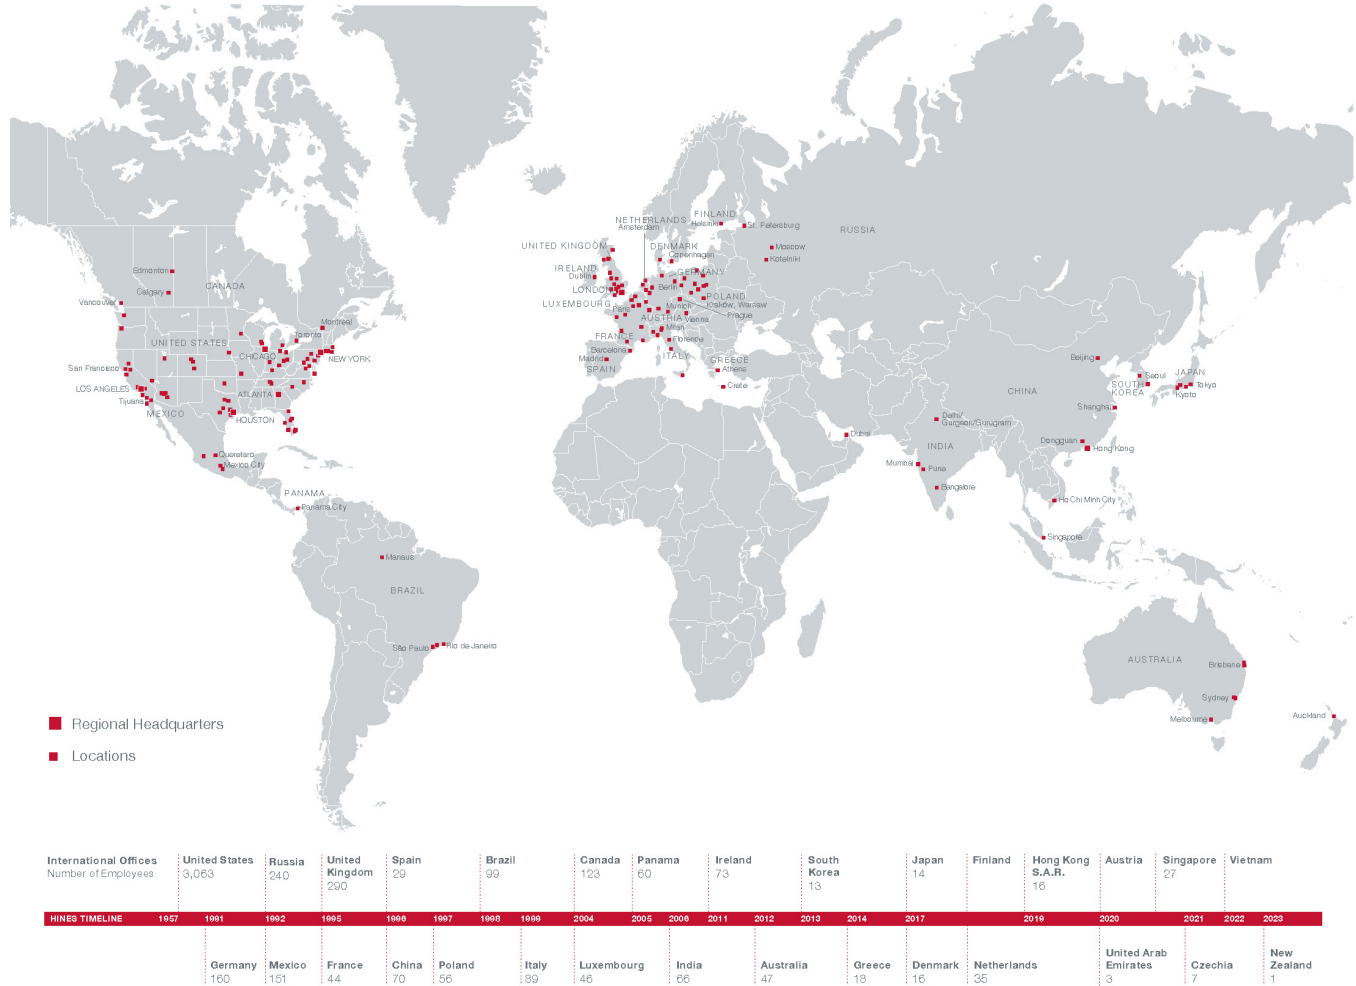 FINLAND
NETHERLANDS
Helsinki
St. Petersburg
Amsterdam
RUSSIA
UNITED KINGDOM
DENMARK
Moscow
Copenhagen
Kotelniki
IRELAND
GERMANY
Edmonton
Dublin
CANADA
LONDON
Berlin
Calgary
POLAND
Vancouver
LUXEMBOURG
Kraków, Warsaw
Paris
Munich
Prague
Montreal
AUSTRIA
Vienna
Milan
Toronto
FRANCE
Florence
UNITED STATES
CHICAGO
NEW YORK
Barcelona
ITALY
Madrid
GREECE
Beijing
San Francisco
SPAIN
Athens
Seoul
JAPAN
LOS ANGELES
Crete
SOUTH
KOREA
Tokyo
ATLANTA
CHINA
Kyoto
Tijuana
Shanghai
MEXICO
HOUSTON
Delhi/
Gurgaon/Gurugram
Dubai
Dongguan
INDIA
Hong Kong
Queretaro
Mumbai
Mexico City
Pune
Bangalore
PANAMA
Ho Chi Minh City
Panama City
Singapore
Manaus
BRAZIL
São Paulo
Rio de Janeiro
AUSTRALIA
Brisbane
Sydney
Melbourne
Auckland
Regional Headquarters
Locations
International Offices
Number of Employees
United States
3,063
Russia
240
United
Kingdom
290
Spain
29
Brazil
99
Canada
123
Panama
60
Ireland
73
South
Korea
13
Japan
14
Finland
Hong Kong
S.A.R.
16
Austria
Singapore
27
Vietnam
HINES TIMELINE 1957 1991 1992 1995 1996 1997 1998 1999 2004 2005 2006 2011 2012 2013 2014 2017 2019 2020 2021 2022 2023
Germany
160
Mexico
151
France
44
China
70
Poland
56
Italy
89
Luxembourg
46
India
66
Australia
47
Greece
18
Denmark
16
Netherlands
35
United Arab
Emirates
3
Czechia
7
New
Zealand
1